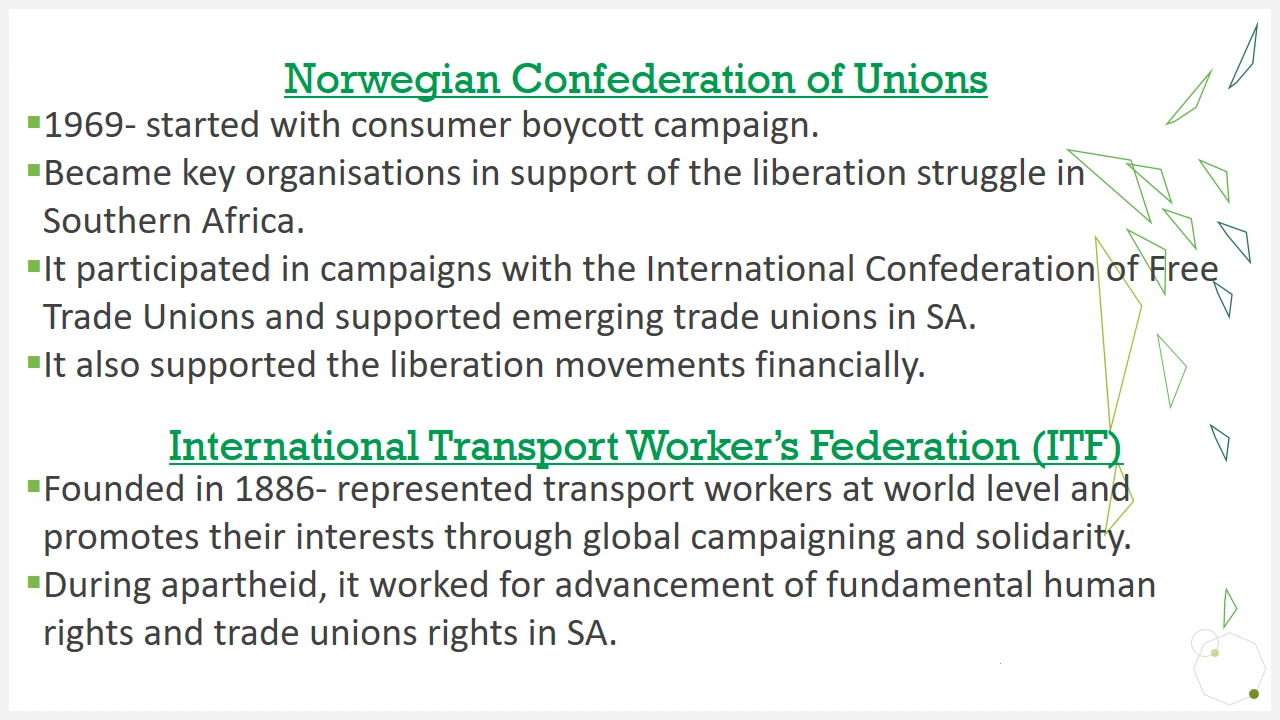 Norwegian Confederation of Unions
▪1969- started with consumer boycott campaign.
▪Became key organisations in support of the liberation struggle in
Southern Africa.
▪It participated in campaigns with the International Confederation of Free
Trade Unions and supported emerging trade unions in SA.
▪It also supported the liberation movements financially.
International Transport Worker’s Federation (ITF)
▪Founded in 1886- represented transport workers at world level and
promotes their interests through global campaigning and solidarity.
▪During apartheid, it worked for advancement of fundamental human
rights and trade unions rights in SA.